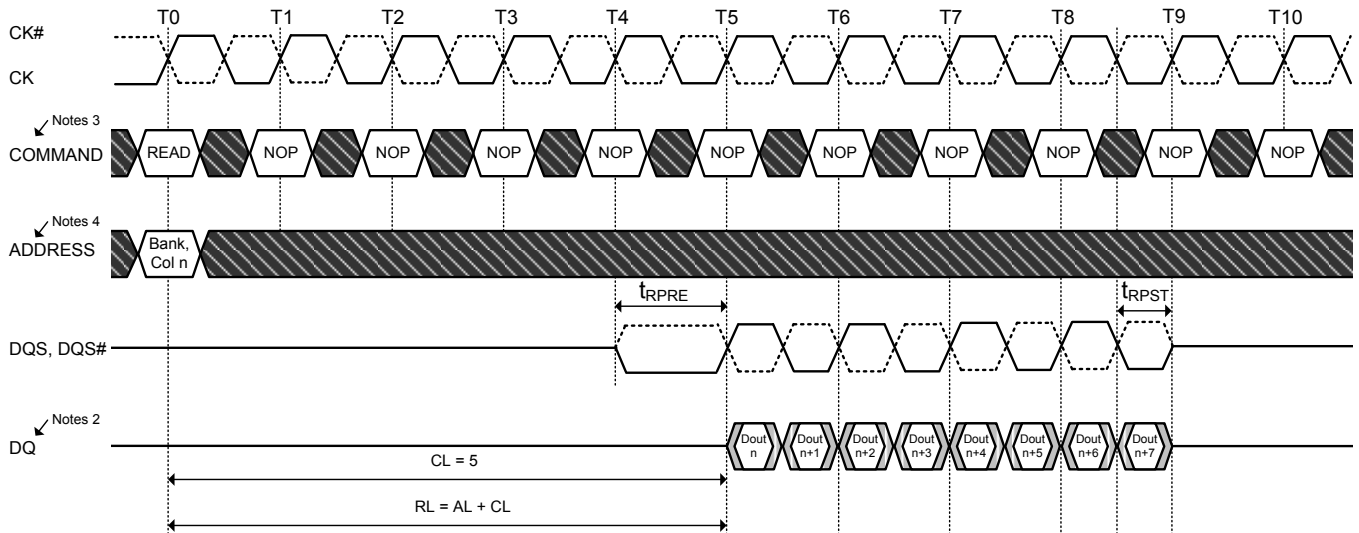 T0 T1 T2 T3 T4 T5 T6 T7 T8 T9 T10
CK#
CK
Notes 3
COMMAND READ NOP NOP NOP NOP NOP NOP NOP NOP NOP NOP
Notes 4
ADDRESS
Bank,
Col n
tRPRE tRPST
DQS, DQS#
Notes 2
DQ
Dout n
Dout n+1
Dout n+2
Dout n+3
Dout n+4
Dout n+5
Dout n+6
Dout n+7
CL = 5
RL = AL + CL